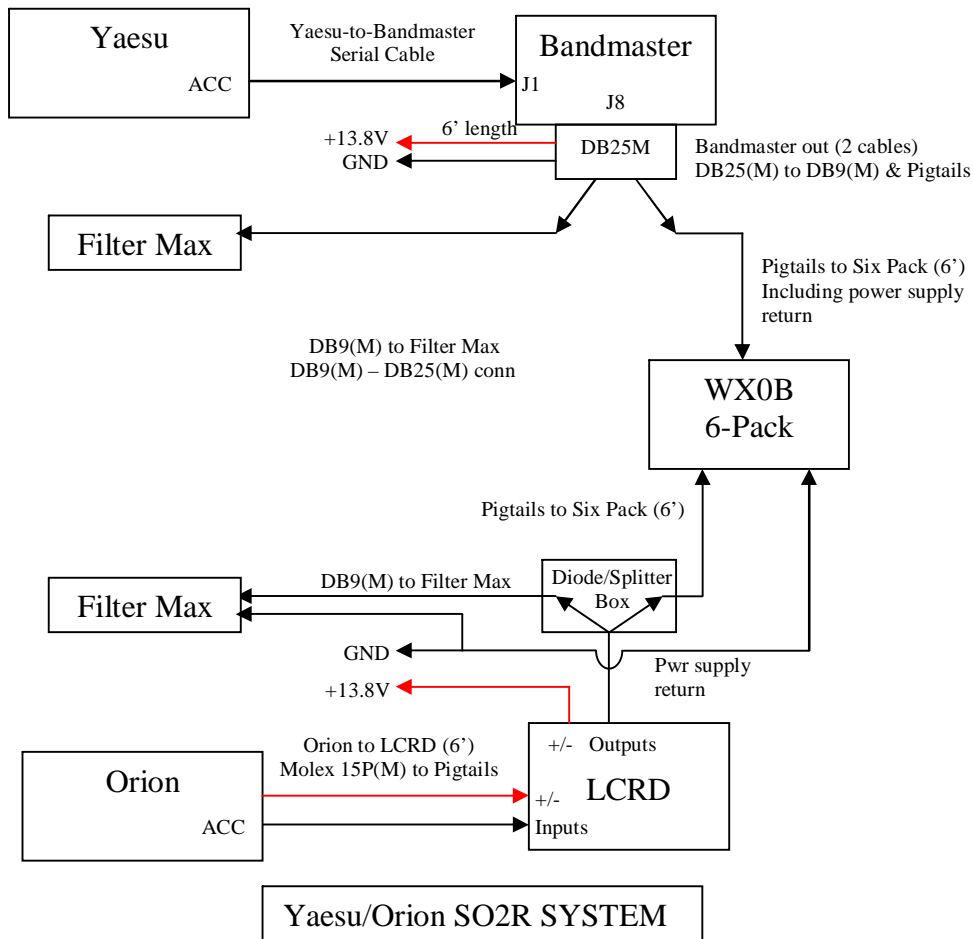 Yaesu
ACC
Yaesu-to-Bandmaster
Serial Cable
Bandmaster
J1
J8
6’ length
+13.8V
GND
DB25M
Bandmaster out (2 cables)
DB25(M) to DB9(M) & Pigtails
Filter Max
Pigtails to Six Pack (6’)
Including power supply
return
DB9(M) to Filter Max
DB9(M) – DB25(M) conn
WX0B
6-Pack
Pigtails to Six Pack (6’)
DB9(M) to Filter Max
Diode/Splitter
Box
Filter Max
GND
Pwr supply
return
+13.8V
Orion to LCRD (6’)
Molex 15P(M) to Pigtails
+/- Outputs
Orion
ACC
+/-
Inputs
LCRD
Yaesu/Orion SO2R SYSTEM